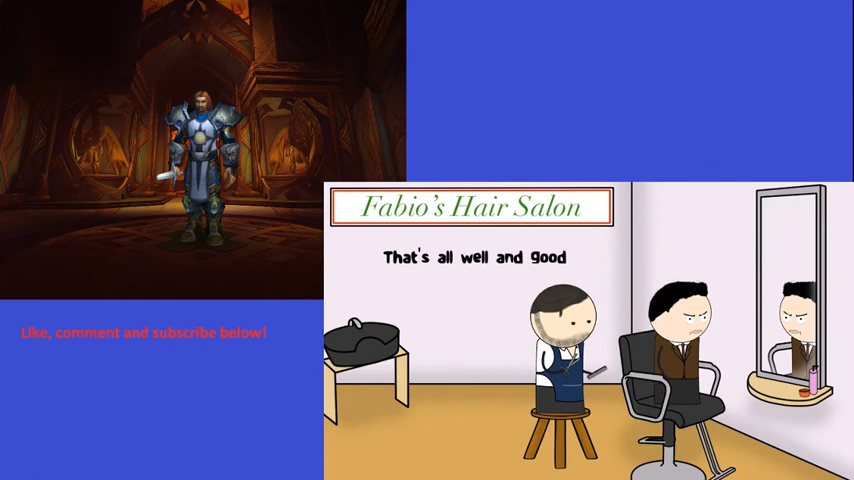 Fabio's Hair Salon
That's all well and good
Like, comment and subscribe below!